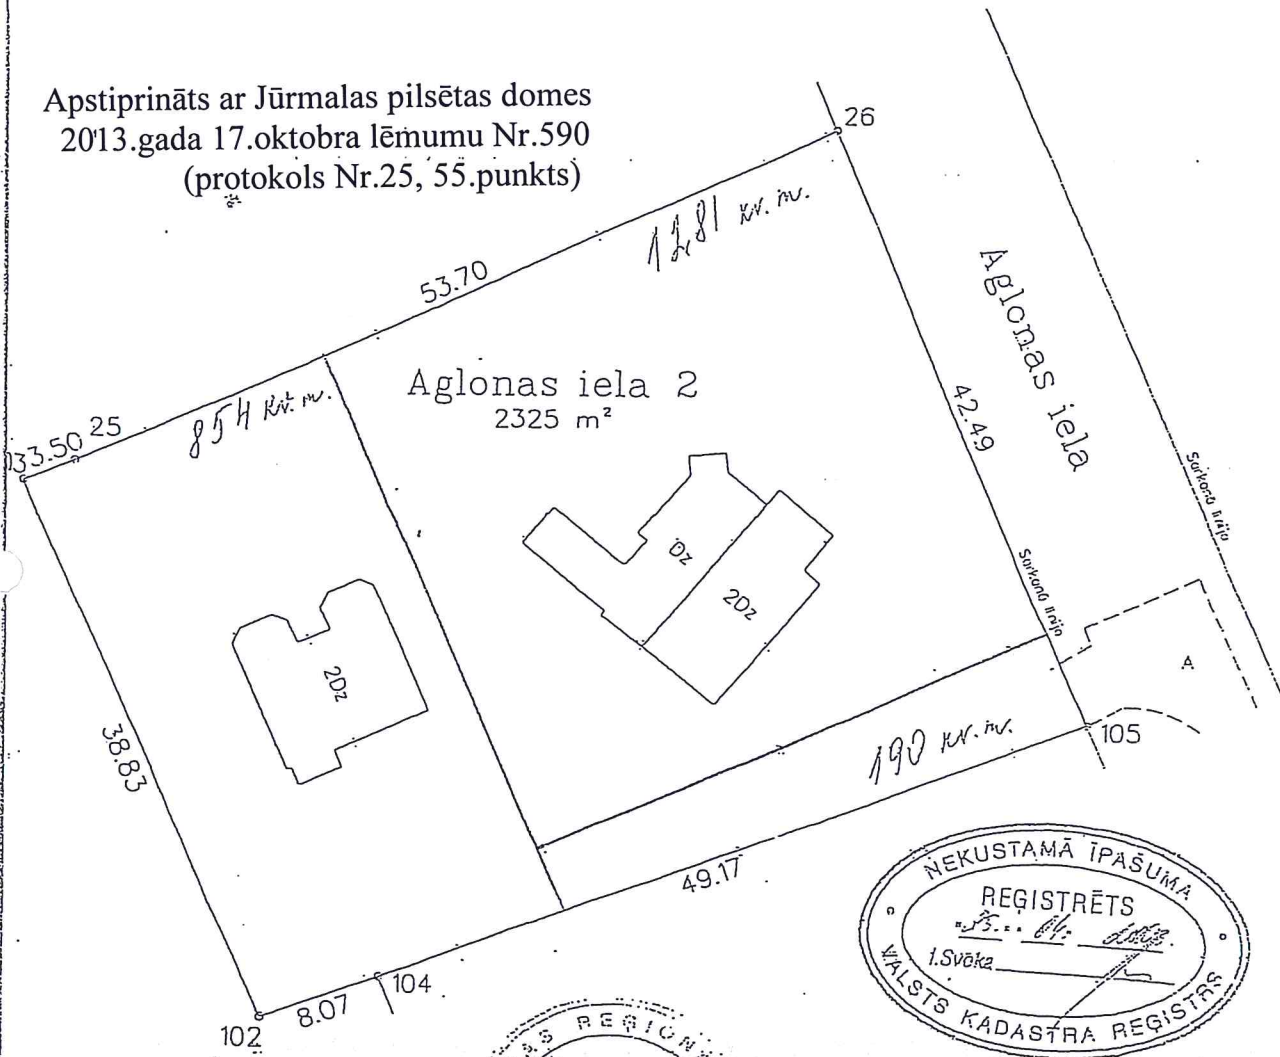 Apstiprināts ar Jūrmalas pilsētas domes
2013.gada 17.oktobra lēmumu Nr.590
(protokols Nr.25, 55.punkts)
26
1281 kv. m.
53.70
Aglonas iela
Aglonas iela 2
2325 m²
854 kv. m.
25
3.50
42.49
Sarkanā līnija
Sarkanā līnija
Dz
2Dz
2Dz
A
38.83
190 kv. m.
105
49.17
104
8.07
102
NEKUSTAMĀ ĪPAŠUMA
REĢISTRĒTS
I.Svōka
VALSTS KADASTRA REĢISTRS